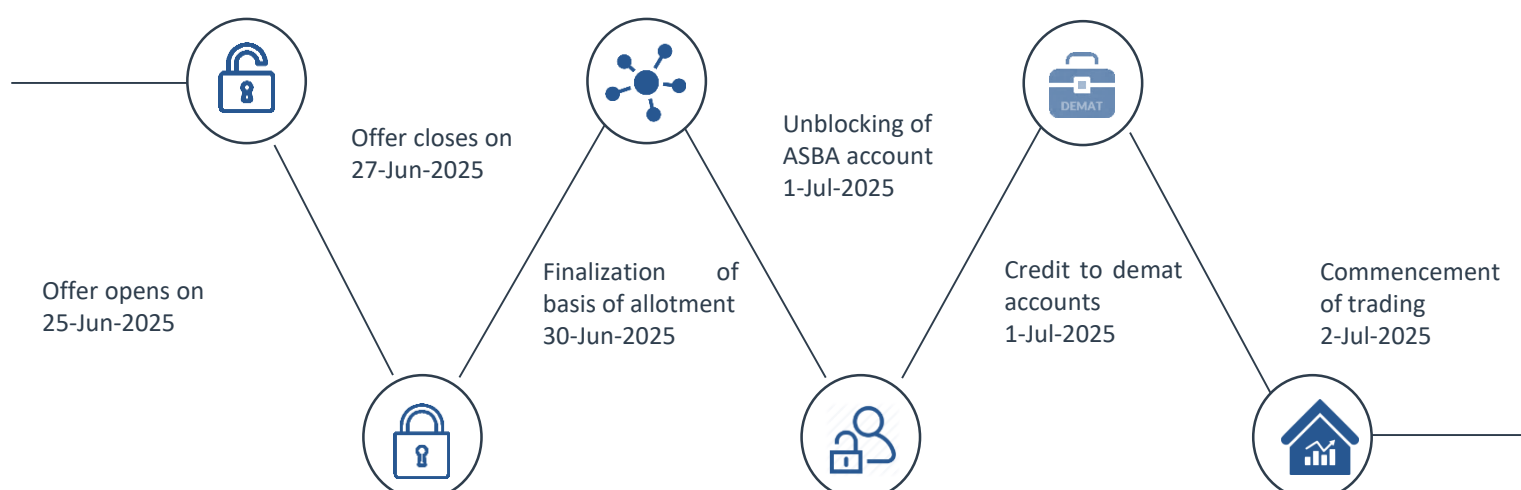 Offer opens on
25-Jun-2025
Offer closes on
27-Jun-2025
Finalization of
basis of allotment
30-Jun-2025
Unblocking of
ASBA account
1-Jul-2025
DEMAT
Credit to demat
accounts
1-Jul-2025
Commencement
of trading
2-Jul-2025